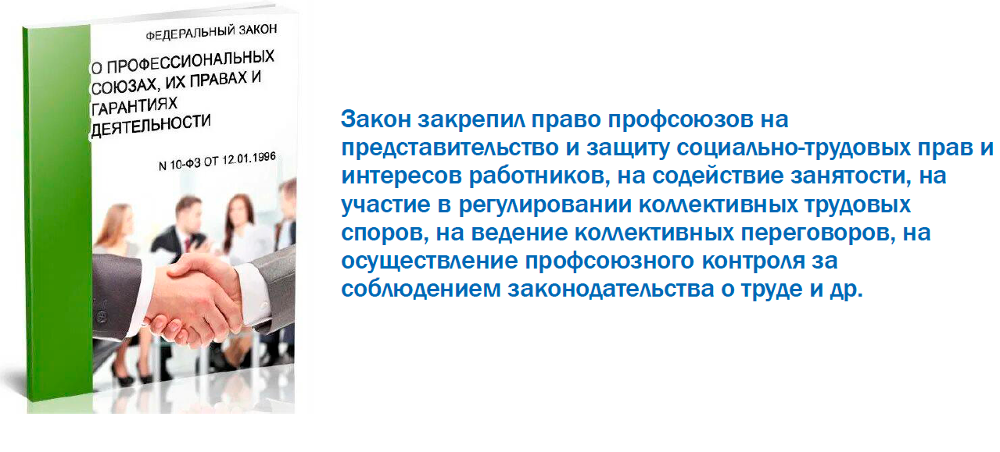 ФЕДЕРАЛЬНЫЙ ЗАКОН
О ПРОФЕССИОНАЛЬНЫХ
СОЮЗАХ, ИХ ПРАВАХ И
ГАРАНТИЯХ
ДЕЯТЕЛЬНОСТИ
N 10-ФЗ ОТ 12.01.1996
Закон закрепил право профсоюзов на
представительство и защиту социально-трудовых прав и
интересов работников, на содействие занятости, на
участие в регулировании коллективных трудовых
споров, на ведение коллективных переговоров, на
осуществление профсоюзного контроля за
соблюдением законодательства о труде и др.